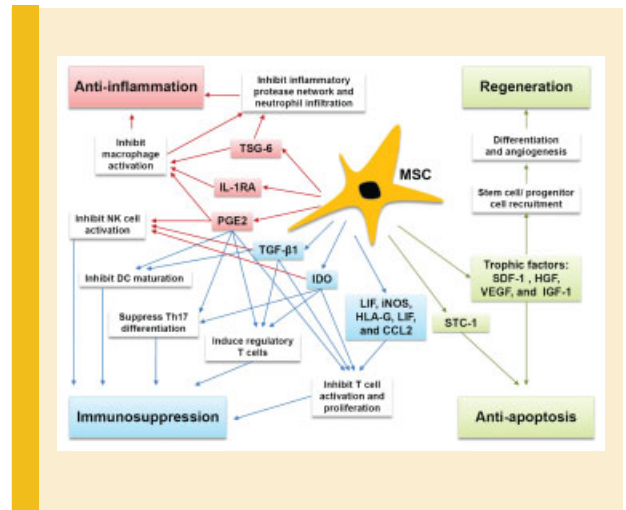 Anti-inflammation
Inhibit inflammatory
protease network and
neutrophil infiltration
Regeneration
Inhibit
macrophage
activation
TSG-6
Differentiation
and angiogenesis
MSC
IL-1RA
Stem cell/ progenitor
cell recruitment
Inhibit NK cell
activation
PGE2
TGF-β1
Inhibit DC maturation
IDO
Trophic factors:
SDF-1 , HGF,
VEGF, and IGF-1
LIF, iNOS,
HLA-G, LIF,
and CCL2
Suppress Th17
differentiation
STC-1
Induce regulatory
T cells
Inhibit T cell
activation and
proliferation
Immunosuppression
Anti-apoptosis